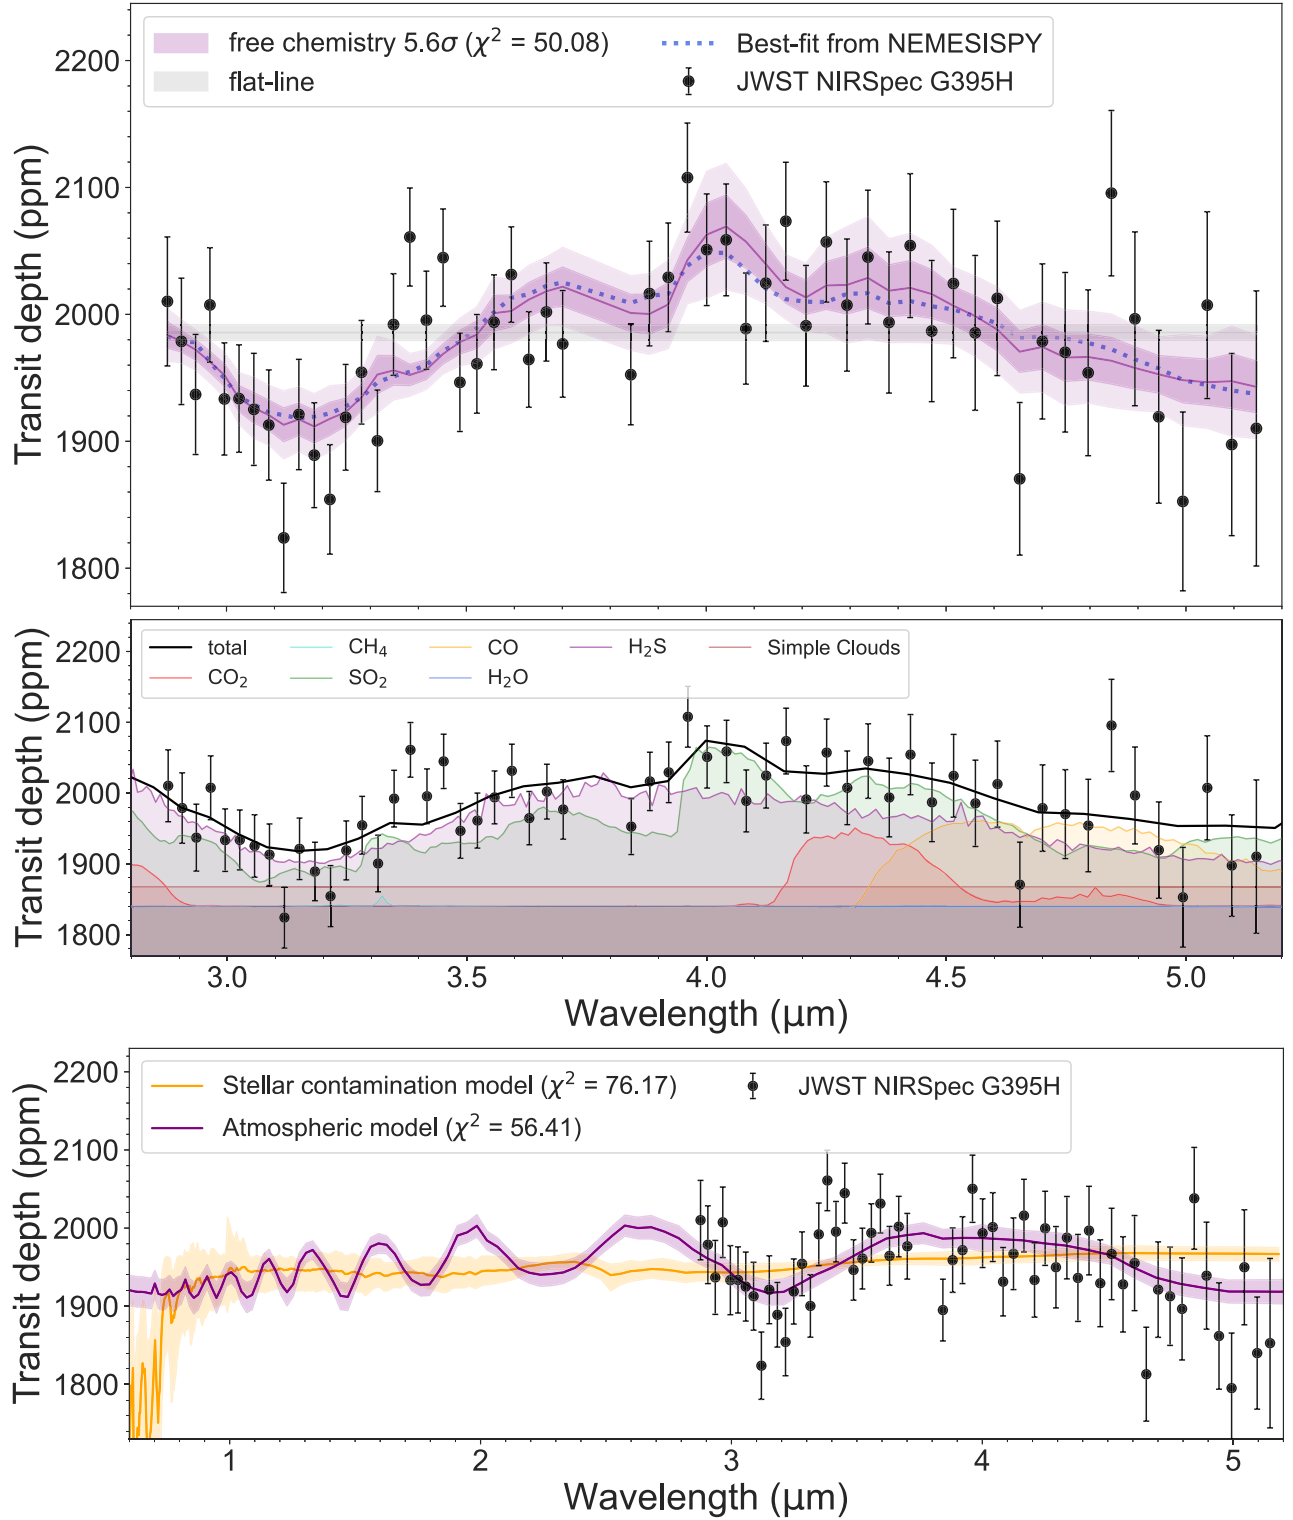 free chemistry 5.6σ (χ² = 50.08)
flat-line
Best-fit from NEMESISPY
JWST NIRSpec G395H
Transit depth (ppm)
2200
2100
2000
1900
1800
total
CO₂
CH₄
SO₂
CO
H₂O
H₂S
Simple Clouds
Transit depth (ppm)
2200
2100
2000
1900
1800
3.0 3.5 4.0 4.5 5.0
Wavelength (μm)
Stellar contamination model (χ² = 76.17)
Atmospheric model (χ² = 56.41)
JWST NIRSpec G395H
Transit depth (ppm)
2200
2100
2000
1900
1800
1 2 3 4 5
Wavelength (μm)